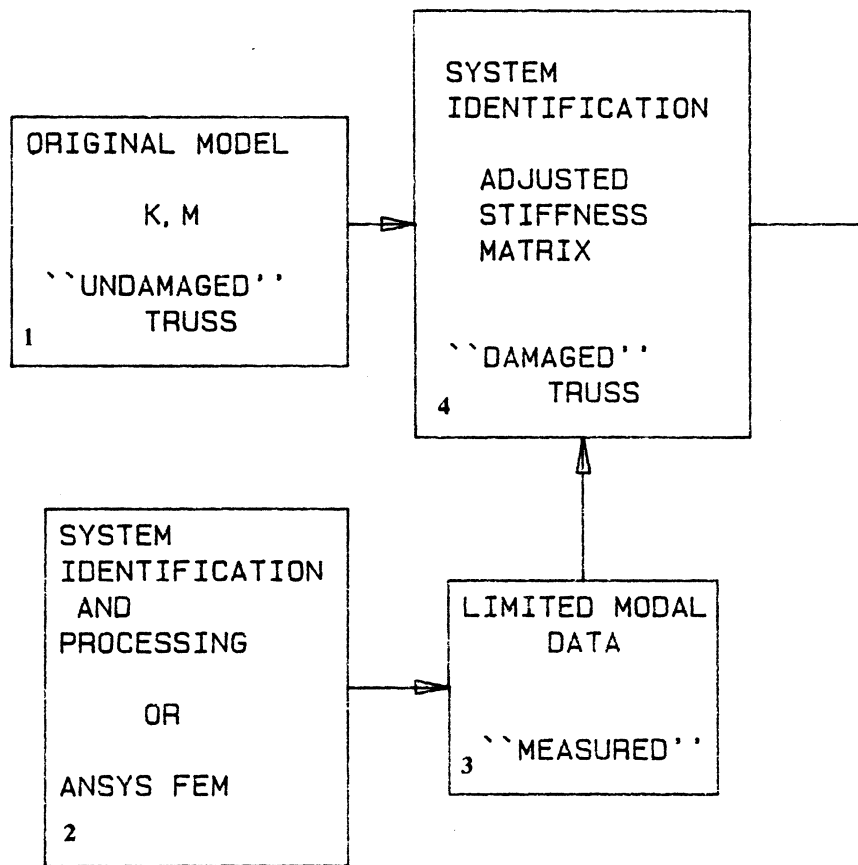 ORIGINAL MODEL
K, M
``UNDAMAGED''
TRUSS
1
SYSTEM
IDENTIFICATION
ADJUSTED
STIFFNESS
MATRIX
``DAMAGED''
TRUSS
4
SYSTEM
IDENTIFICATION
AND
PROCESSING
OR
ANSYS FEM
2
LIMITED MODAL
DATA
``MEASURED''
3